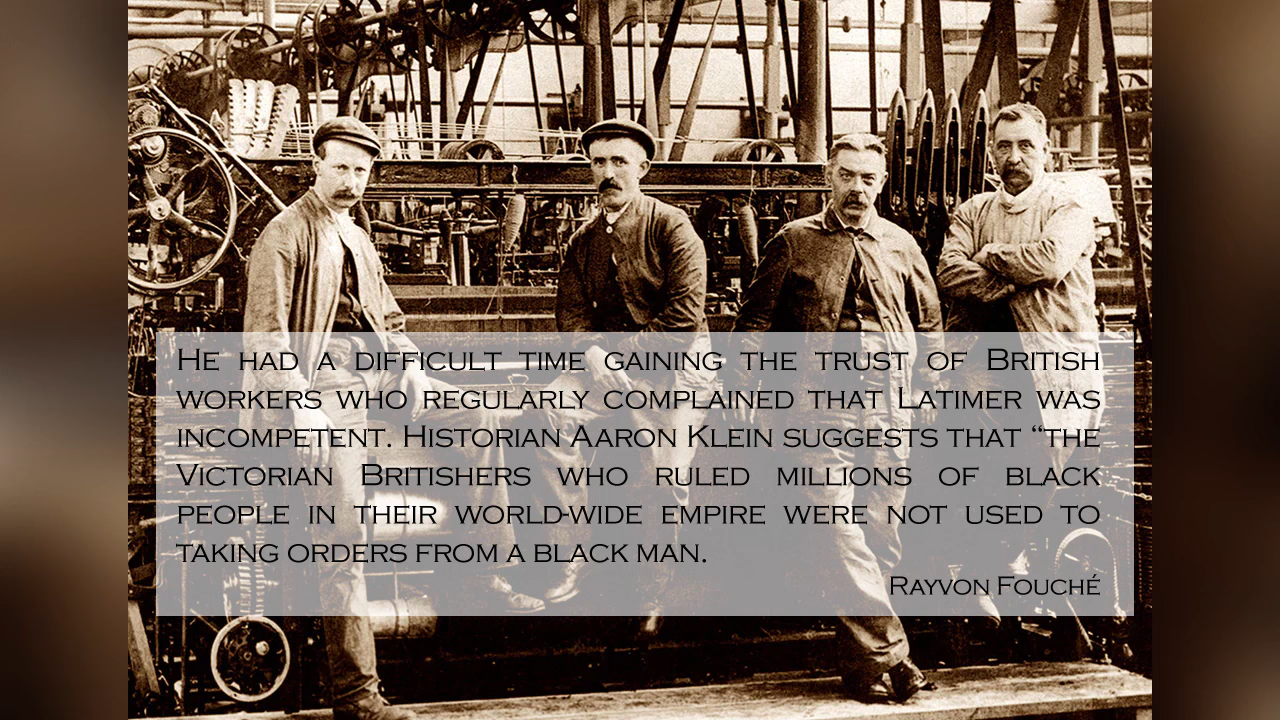 He had a difficult time gaining the trust of British
workers who regularly complained that Latimer was
incompetent. Historian Aaron Klein suggests that “the
Victorian Britishers who ruled millions of black
people in their world-wide empire were not used to
taking orders from a black man.
Rayvon Fouché